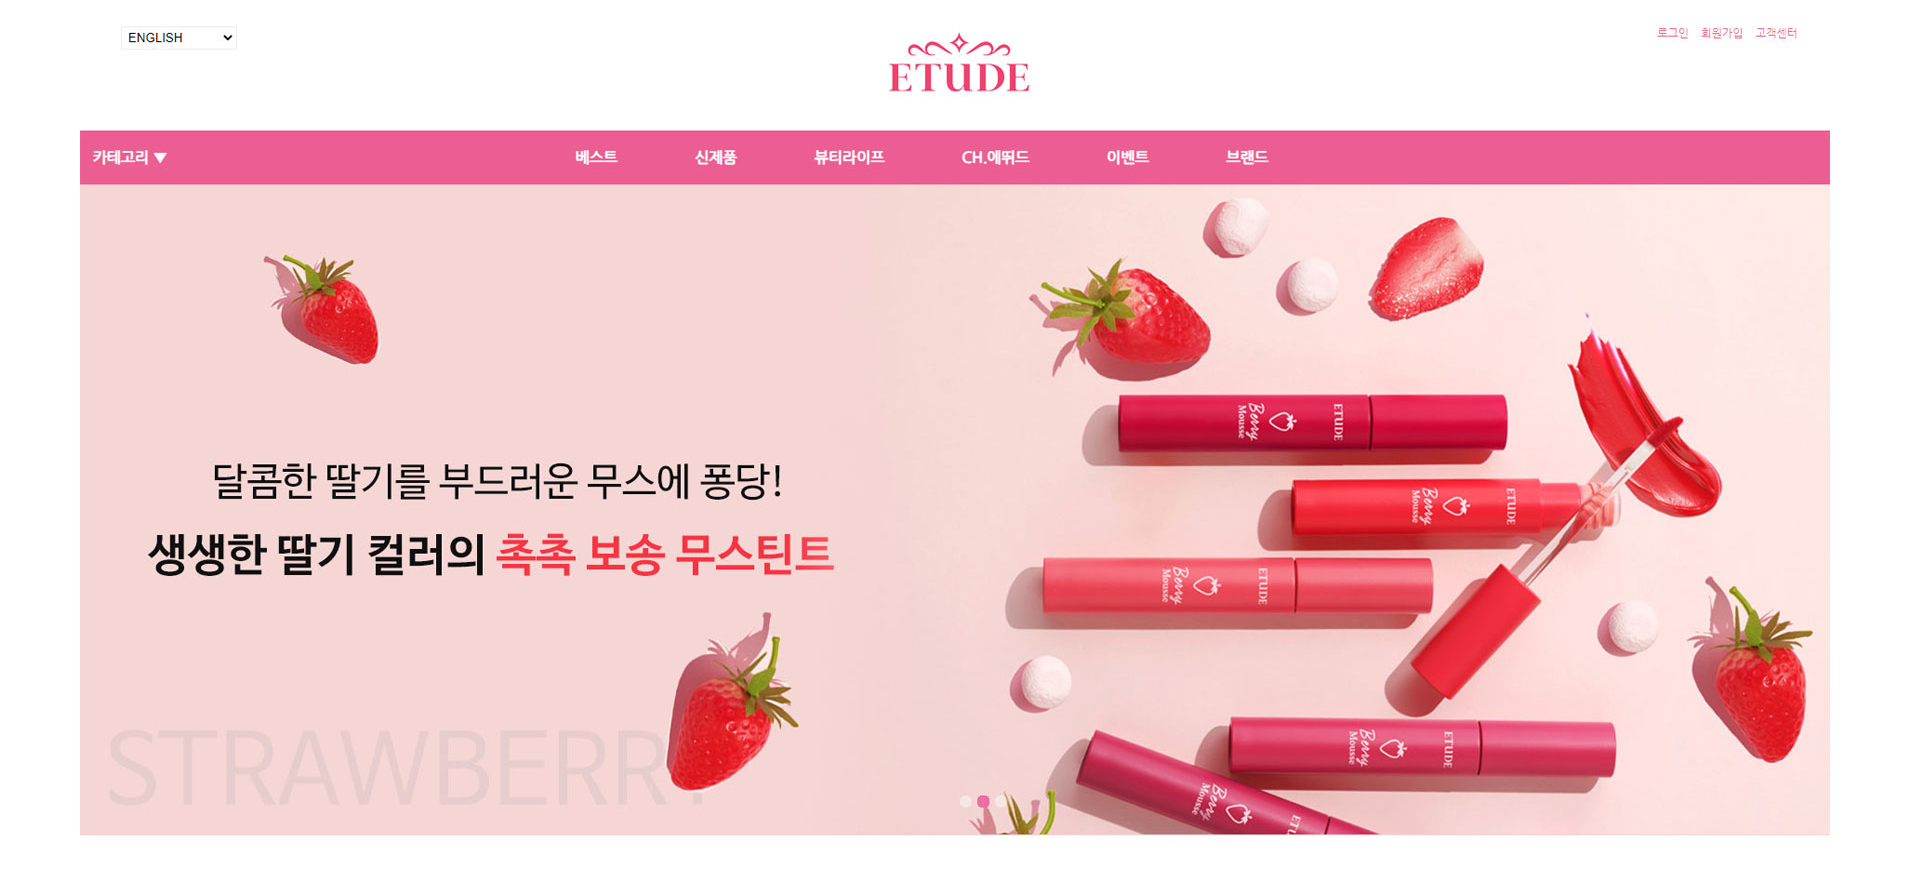 ENGLISH
로그인 회원가입 고객센터
ETUDE
카테고리 ▼ 베스트 신제품 뷰티라이프 CH.에뛰드 이벤트 브랜드
달콤한 딸기를 부드러운 무스에 퐁당!
생생한 딸기 컬러의 촉촉 보송 무스틴트
ETUDE
Berry
Mousse
ETUDE
Berry
Mousse
ETUDE
Berry
Mousse
ETUDE
Berry
Mousse
ETU
Berry
Mousse
STRAWBERRY